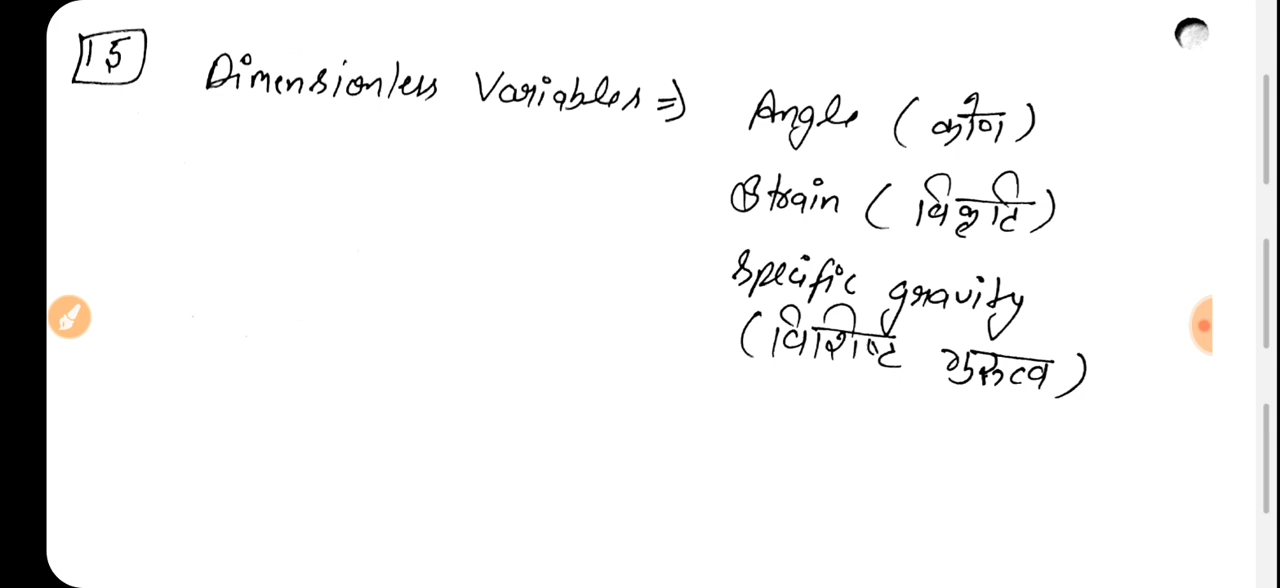 15
Dimensionless Variables ⇒ Angle (कोण)
Strain (विकृति)
Specific gravity
(विशिष्ट गुरुत्व)